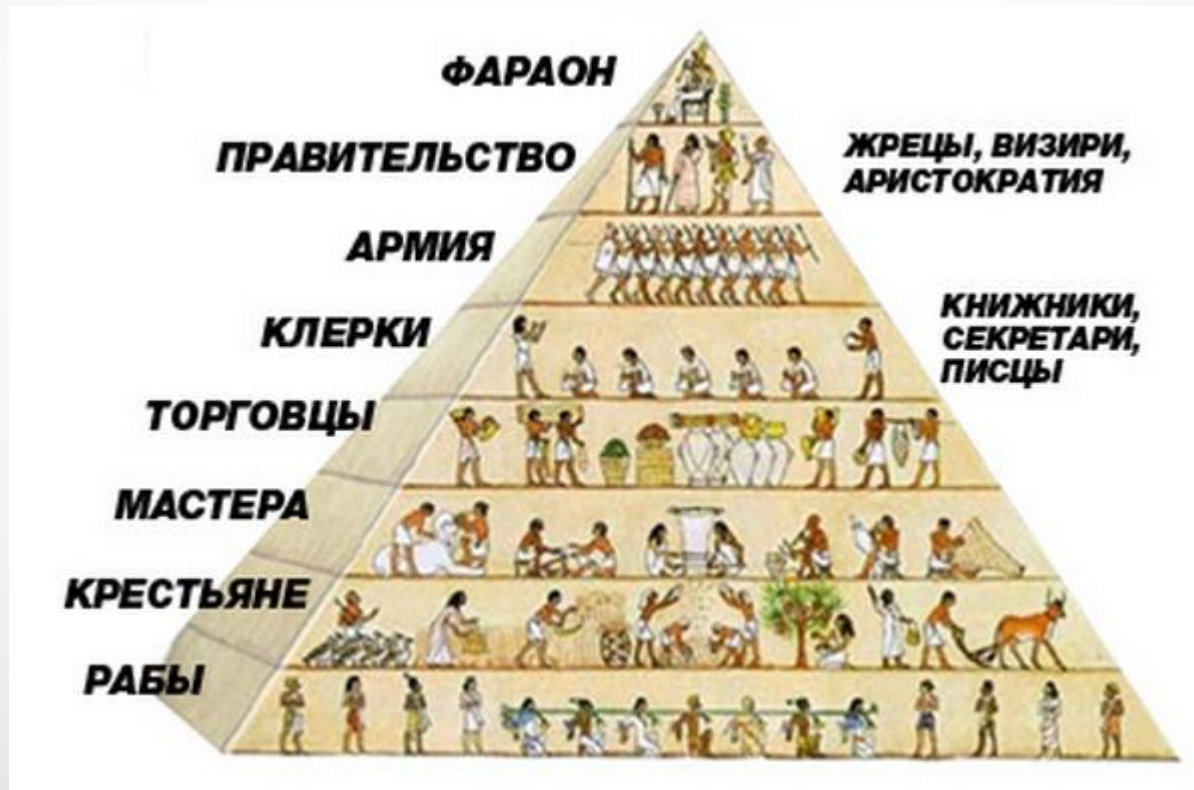 ФАРАОН
ПРАВИТЕЛЬСТВО
ЖРЕЦЫ, ВИЗИРИ,
АРИСТОКРАТИЯ
АРМИЯ
КЛЕРКИ
КНИЖНИКИ,
СЕКРЕТАРИ,
ПИСЦЫ
ТОРГОВЦЫ
МАСТЕРА
КРЕСТЬЯНЕ
РАБЫ